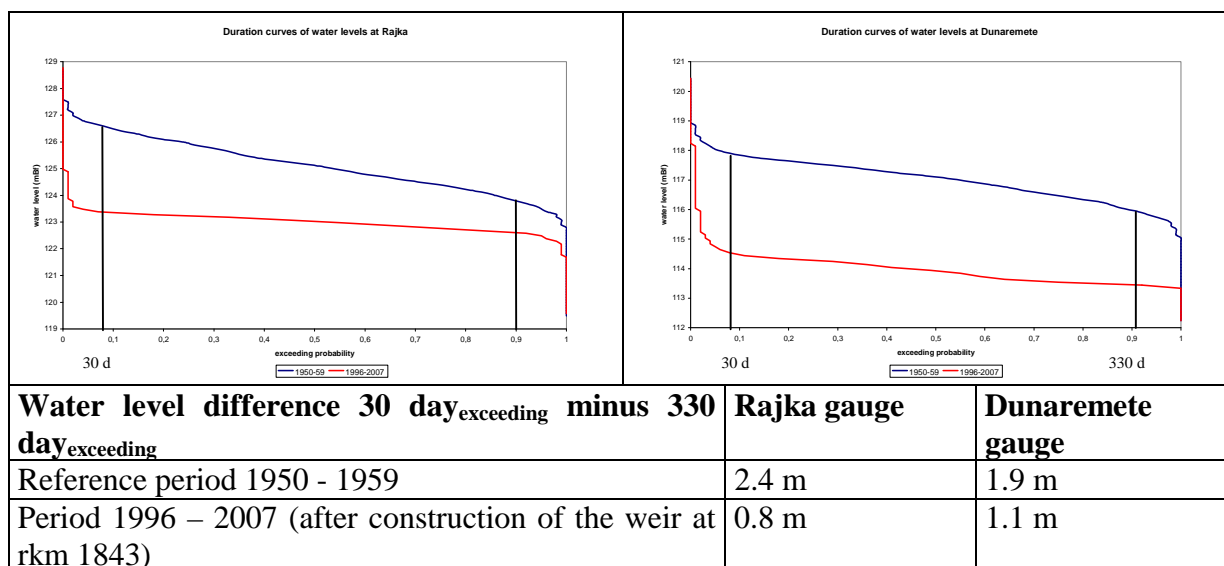 Duration curves of water levels at Rajka
129
128
127
126
125
124
123
122
121
120
119
water level (mBf)
0 0,1 0,2 0,3 0,4 0,5 0,6 0,7 0,8 0,9 1
exceeding probability
30 d
1950-59 1996-2007
Duration curves of water levels at Dunaremete
121
120
119
118
117
116
115
114
113
112
water level (mBf)
0 0,1 0,2 0,3 0,4 0,5 0,6 0,7 0,8 0,9 1
exceeding probability
30 d 330 d
1950-59 1996-2007
Water level difference 30 day exceeding minus 330
day exceeding
Rajka gauge
Dunaremete
gauge
Reference period 1950 - 1959
2.4 m
1.9 m
Period 1996 – 2007 (after construction of the weir at
rkm 1843)
0.8 m
1.1 m